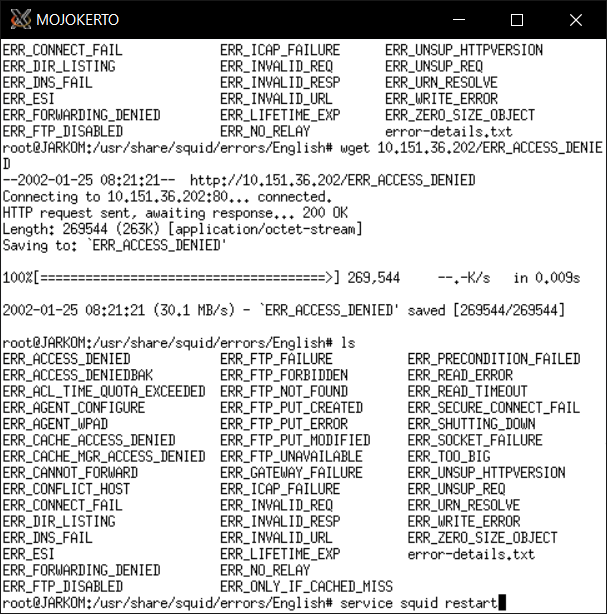 MOJOKERTO
ERR_CONNECT_FAIL ERR_ICAP_FAILURE ERR_UNSUP_HTTPVERSION
ERR_DIR_LISTING ERR_INVALID_REQ ERR_UNSUP_REQ
ERR_DNS_FAIL ERR_INVALID_RESP ERR_URN_RESOLVE
ERR_ESI ERR_INVALID_URL ERR_WRITE_ERROR
ERR_FORWARDING_DENIED ERR_LIFETIME_EXP ERR_ZERO_SIZE_OBJECT
ERR_FTP_DISABLED ERR_NO_RELAY error-details.txt
root@JARKOM:/usr/share/squid/errors/English# wget 10.151.36.202/ERR_ACCESS_DENIE
D
--2002-01-25 08:21:21-- http://10.151.36.202/ERR_ACCESS_DENIED
Connecting to 10.151.36.202:80... connected.
HTTP request sent, awaiting response... 200 OK
Length: 269544 (263K) [application/octet-stream]
Saving to: `ERR_ACCESS_DENIED'
100%[======================================>] 269,544 --.-K/s in 0.009s
2002-01-25 08:21:21 (30.1 MB/s) - `ERR_ACCESS_DENIED' saved [269544/269544]
root@JARKOM:/usr/share/squid/errors/English# ls
ERR_ACCESS_DENIED ERR_FTP_FAILURE ERR_PRECONDITION_FAILED
ERR_ACCESS_DENIEDBAK ERR_FTP_FORBIDDEN ERR_READ_ERROR
ERR_ACL_TIME_QUOTA_EXCEEDED ERR_FTP_NOT_FOUND ERR_READ_TIMEOUT
ERR_AGENT_CONFIGURE ERR_FTP_PUT_CREATED ERR_SECURE_CONNECT_FAIL
ERR_AGENT_WPAD ERR_FTP_PUT_ERROR ERR_SHUTTING_DOWN
ERR_CACHE_ACCESS_DENIED ERR_FTP_PUT_MODIFIED ERR_SOCKET_FAILURE
ERR_CACHE_MGR_ACCESS_DENIED ERR_FTP_UNAVAILABLE ERR_TOO_BIG
ERR_CANNOT_FORWARD ERR_GATEWAY_FAILURE ERR_UNSUP_HTTPVERSION
ERR_CONFLICT_HOST ERR_ICAP_FAILURE ERR_UNSUP_REQ
ERR_CONNECT_FAIL ERR_INVALID_REQ ERR_URN_RESOLVE
ERR_DIR_LISTING ERR_INVALID_RESP ERR_WRITE_ERROR
ERR_DNS_FAIL ERR_INVALID_URL ERR_ZERO_SIZE_OBJECT
ERR_ESI ERR_LIFETIME_EXP error-details.txt
ERR_FORWARDING_DENIED ERR_NO_RELAY
ERR_FTP_DISABLED ERR_ONLY_IF_CACHED_MISS
root@JARKOM:/usr/share/squid/errors/English# service squid restart